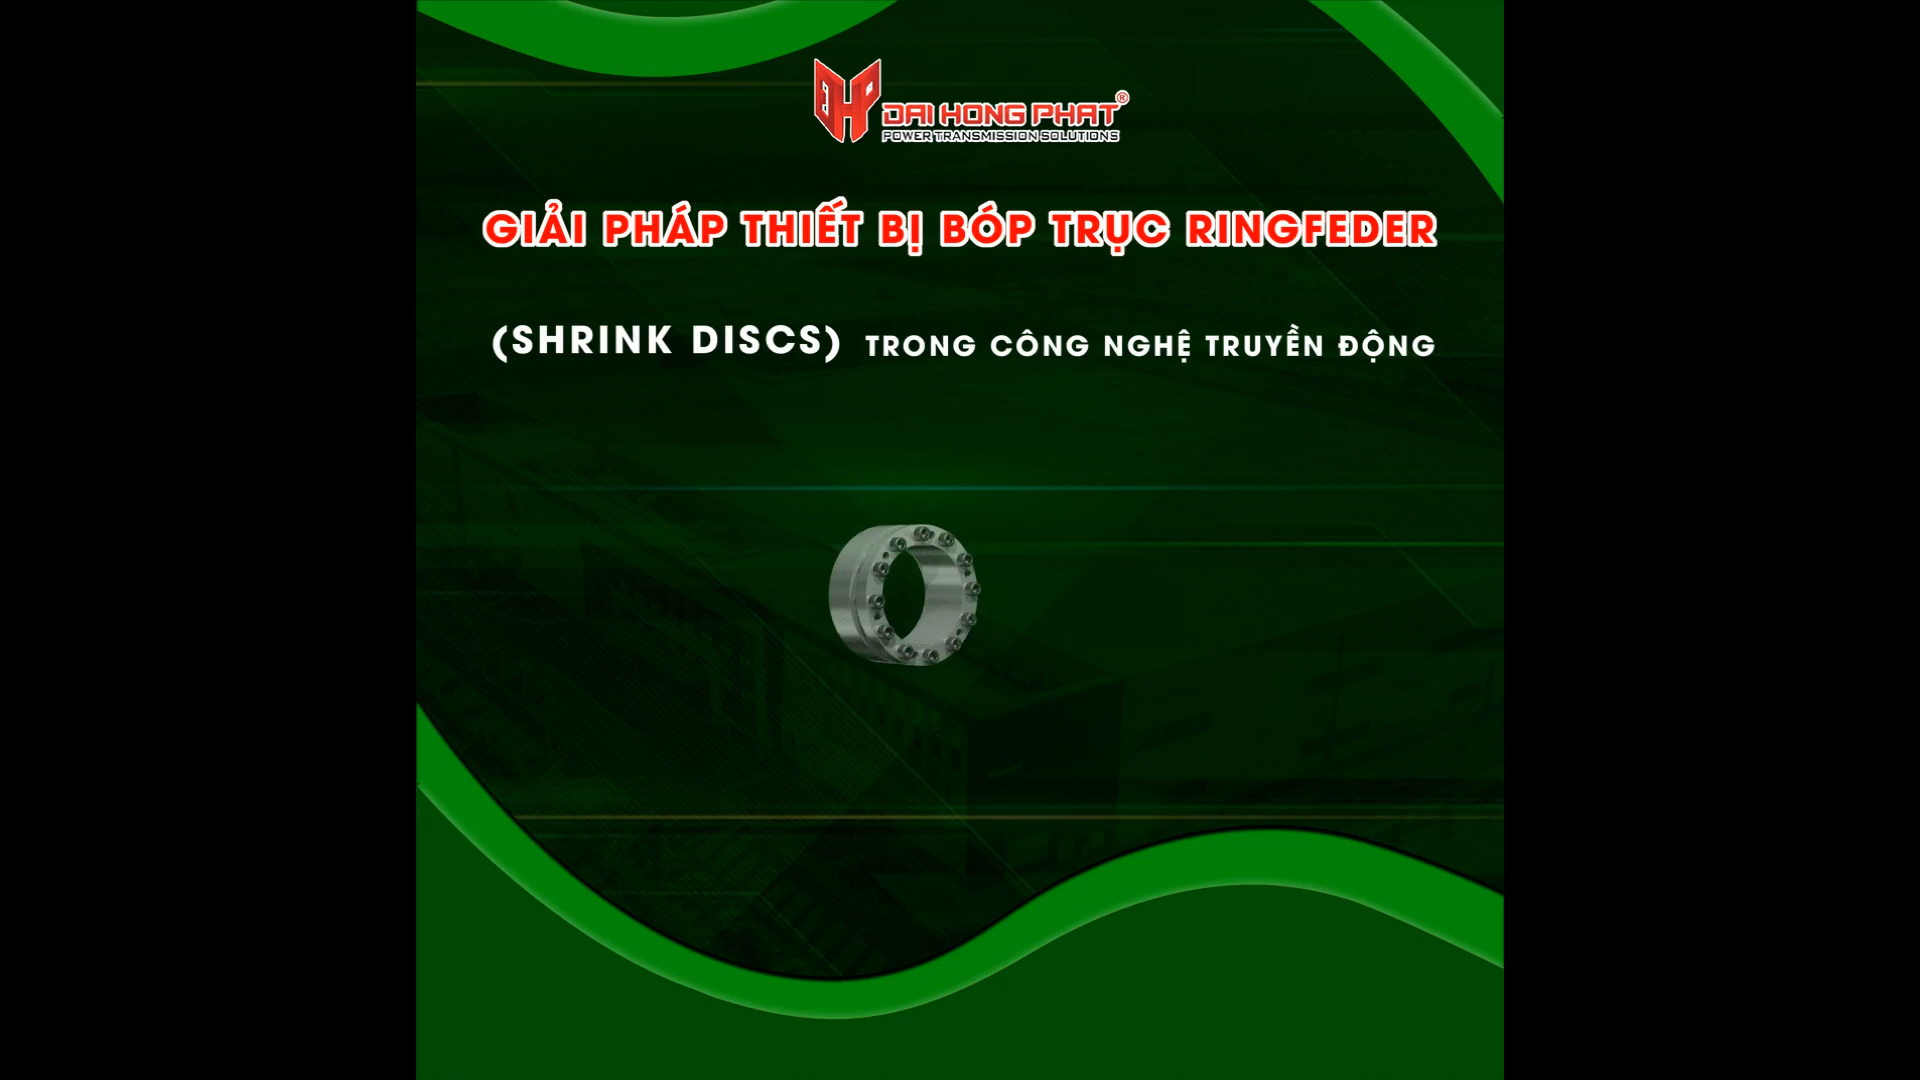 DAI HONG PHAT®
POWER TRANSMISSION SOLUTIONS
GIẢI PHÁP THIẾT BỊ BÓP TRỤC RINGFEDER
(SHRINK DISCS) TRONG CÔNG NGHỆ TRUYỀN ĐỘNG